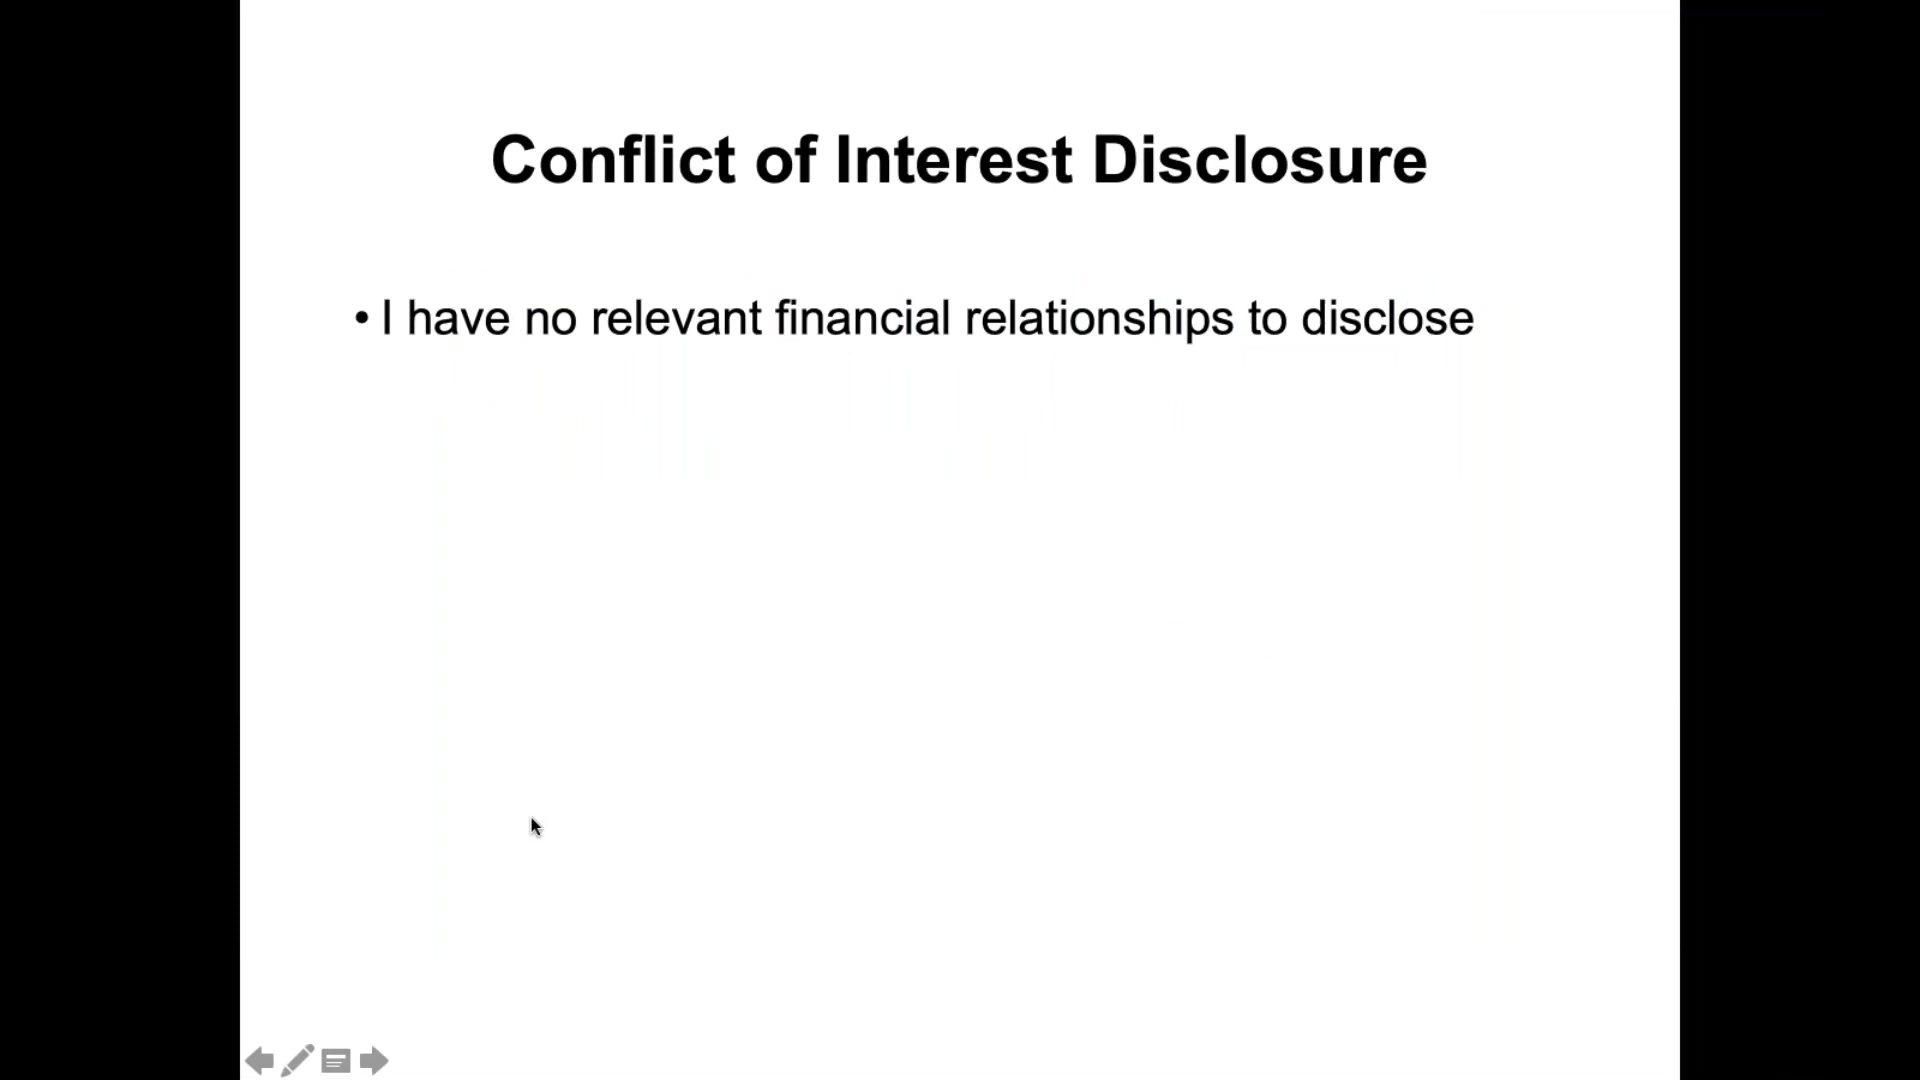 Conflict of Interest Disclosure
• I have no relevant financial relationships to disclose